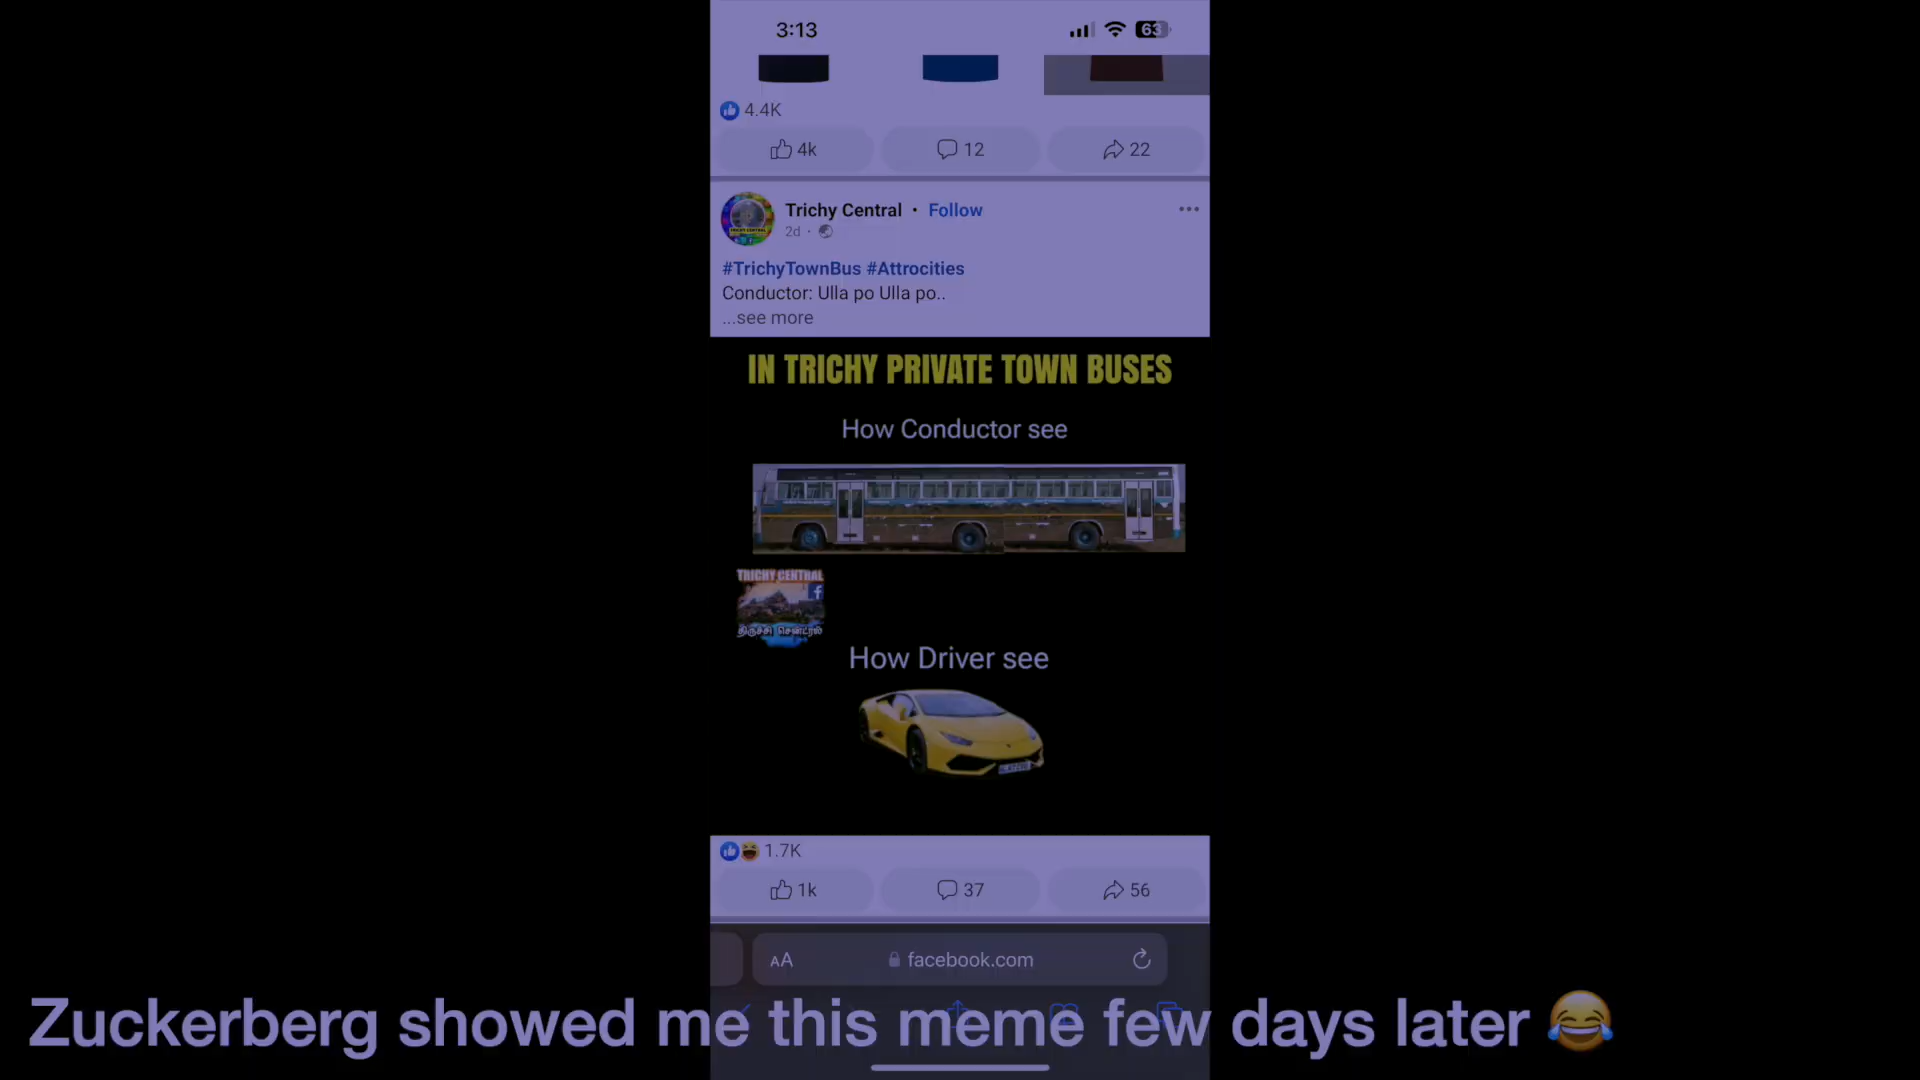 3:13
63
4.4K
4k
12
22
Trichy Central · Follow
2d ·
#TrichyTownBus #Attrocities
Conductor: Ulla po Ulla po..
...see more
IN TRICHY PRIVATE TOWN BUSES
How Conductor see
TRICHY CENTRAL
f
திருச்சி சென்ட்ரல்
How Driver see
1.7K
1k
37
56
AA
facebook.com
Zuckerberg showed me this meme few days later 😂